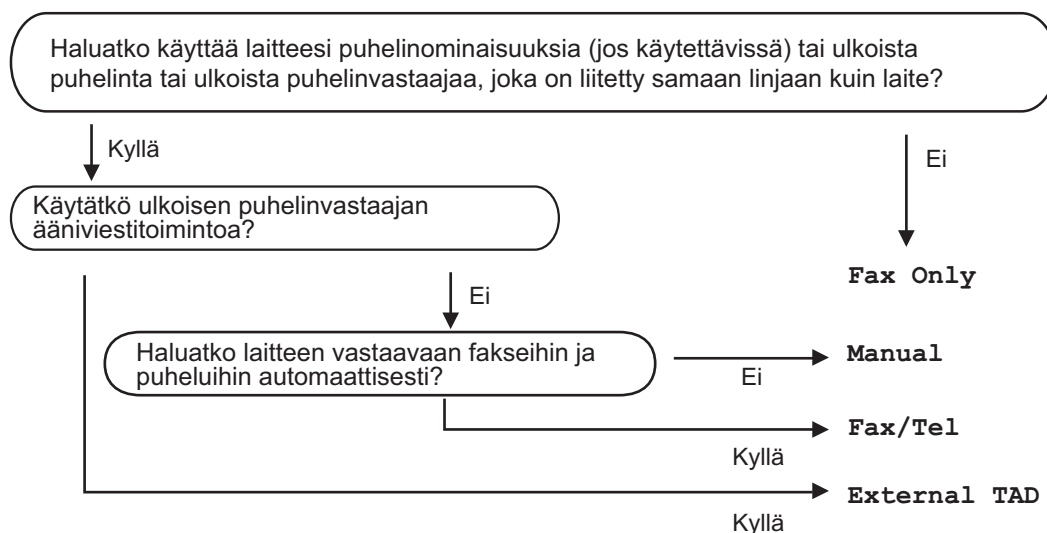 Haluatko käyttää laitteesi puhelinominaisuuksia (jos käytettävissä) tai ulkoista
puhelinta tai ulkoista puhelinvastaajaa, joka on liitetty samaan linjaan kuin laite?
Kyllä
Ei
Käytätkö ulkoisen puhelinvastaajan
ääniviestitoimintoa?
Fax Only
Ei
Haluatko laitteen vastaavaan fakseihin ja
puheluihin automaattisesti?
Ei
Manual
Kyllä
Fax/Tel
Kyllä
External TAD